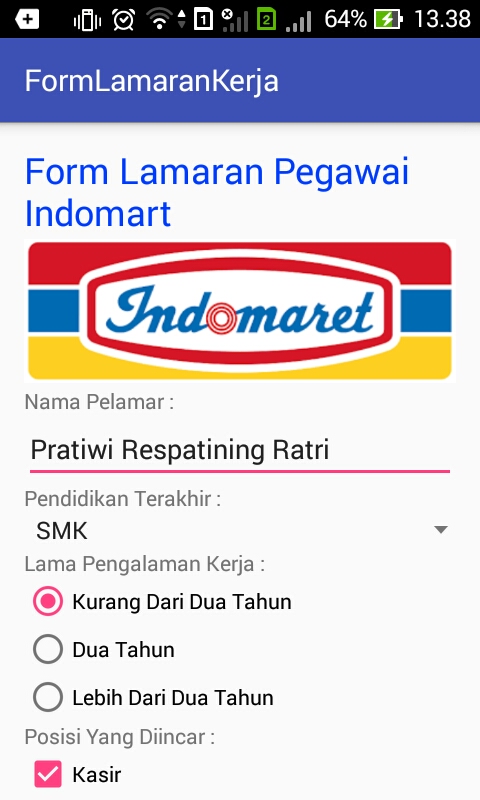 1 2 64% 13.38
FormLamaranKerja
Form Lamaran Pegawai
Indomart
Indomaret
Nama Pelamar :
Pratiwi Respatining Ratri
Pendidikan Terakhir :
SMK
Lama Pengalaman Kerja :
Kurang Dari Dua Tahun
Dua Tahun
Lebih Dari Dua Tahun
Posisi Yang Diincar :
Kasir